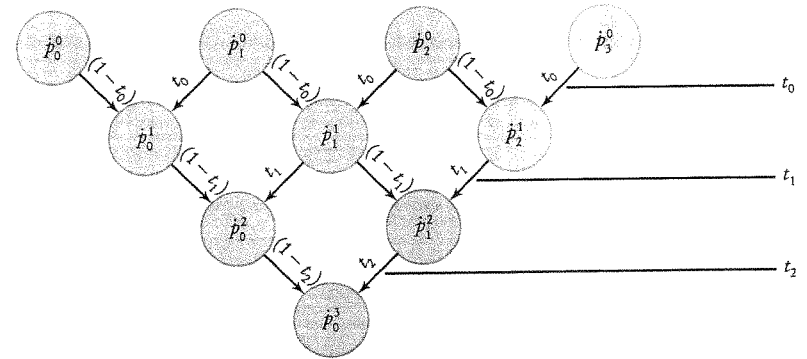 ṗ₀⁰ ṗ₁⁰ ṗ₂⁰ ṗ₃⁰
(1−t₀) t₀ (1−t₀) t₀ (1−t₀) t₀ t₀
ṗ₀¹ ṗ₁¹ ṗ₂¹
(1−t₁) t₁ (1−t₁) t₁ t₁
ṗ₀² ṗ₁²
(1−t₂) t₂ t₂
ṗ₀³